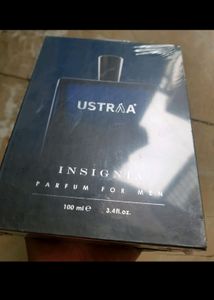 USTRAA
INSIGNIA
PARFUM FOR MEN
100 ml e 3.4fl.oz.